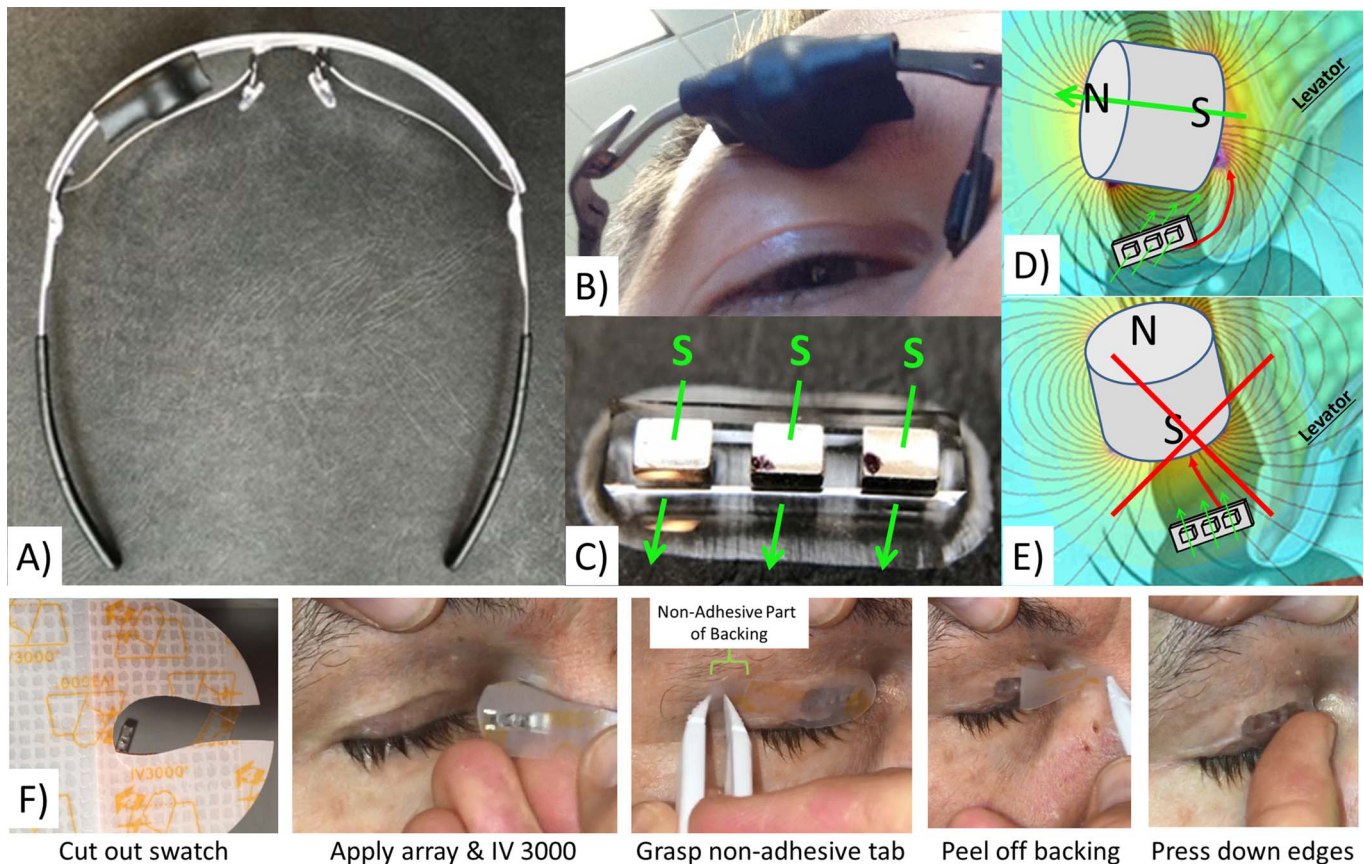 A)
B)
S S S
C)
N S
Levator
D)
N
S
Levator
E)
IV3000
IV3000
F)
Non-Adhesive Part
of Backing
Cut out swatch
Apply array & IV 3000
Grasp non-adhesive tab
Peel off backing
Press down edges